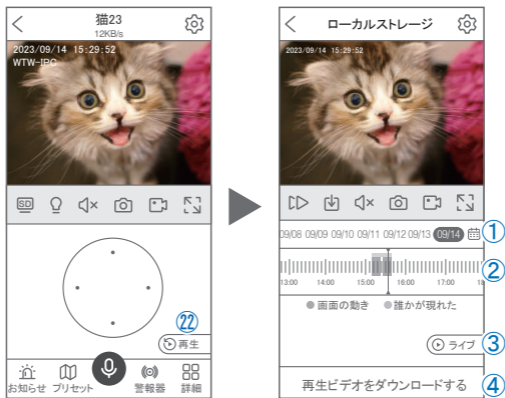 猫23
12KB/s
2023/09/14 15:29:52
WTW-IPC
SD
㉒
再生
お知らせ プリセット 警報器 詳細
ローカルストレージ
2023/09/14 15:29:52
09/08 09/09 09/10 09/11 09/12 09/13 09/14 ①
②
13:00 14:00 15:00 16:00 17:00 18
画面の動き 誰かが現れた
ライブ ③
再生ビデオをダウンロードする ④